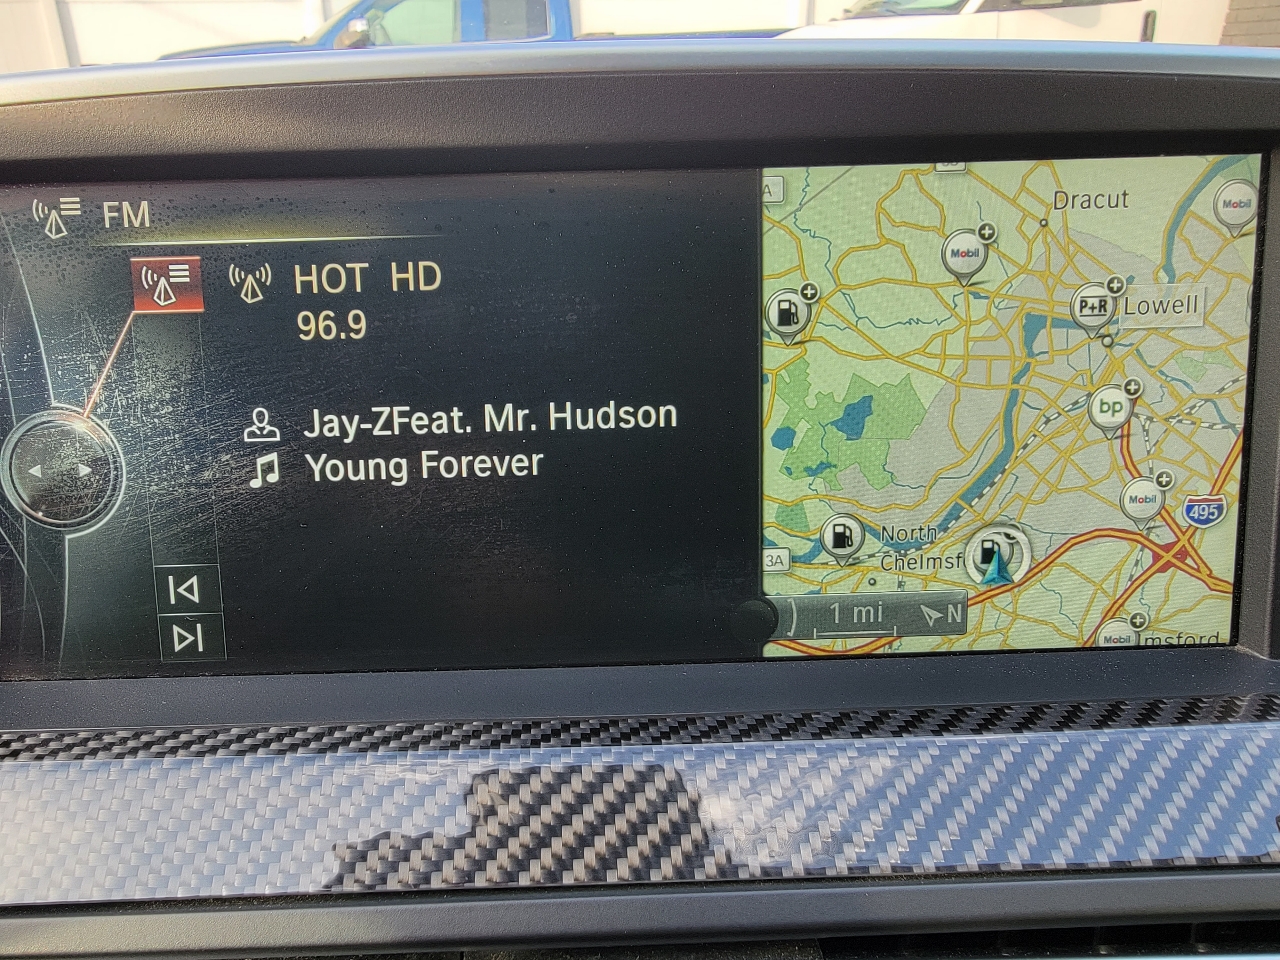 FM
HOT HD
96.9
Jay-ZFeat. Mr. Hudson
Young Forever
A
Dracut
Mobil
Mobil
P+R
Lowell
bp
Mobil
495
North
Chelmsf
3A
1 mi
N
Mobil
msford